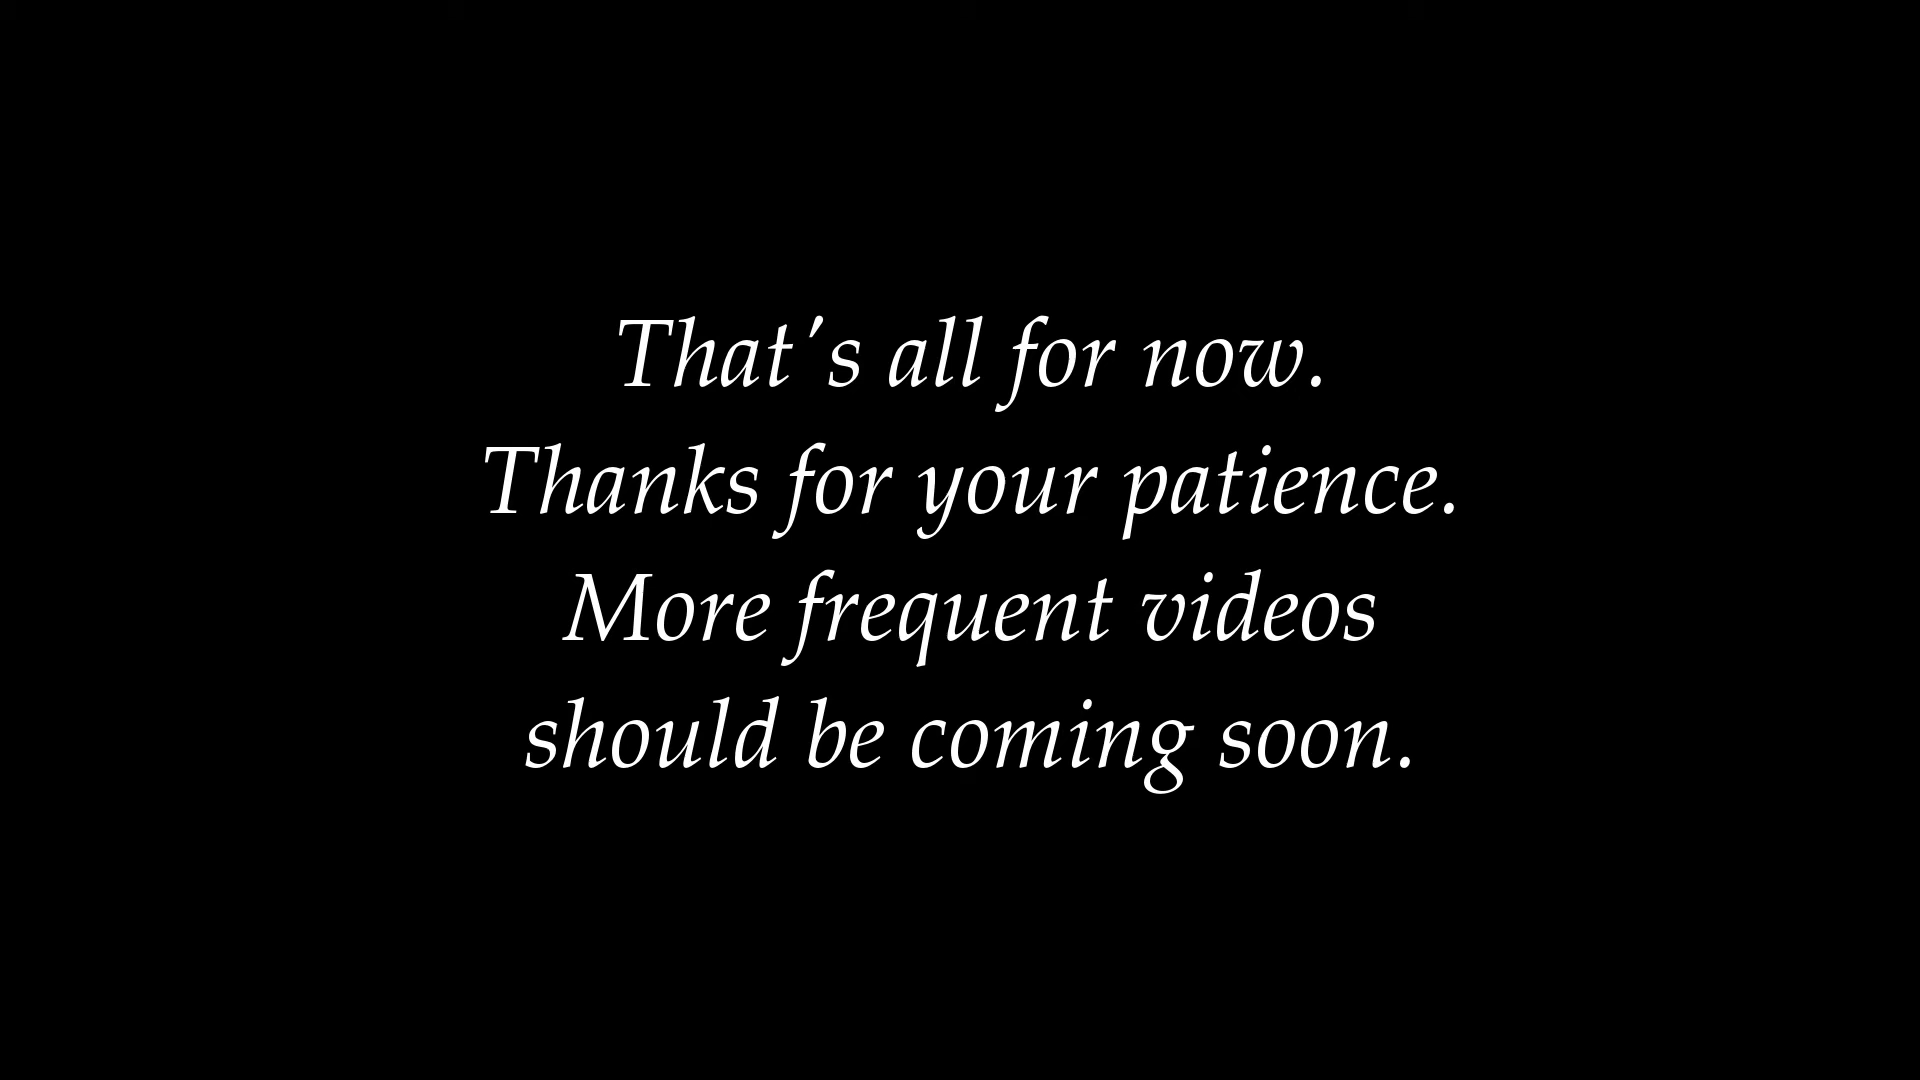 That's all for now.
Thanks for your patience.
More frequent videos
should be coming soon.